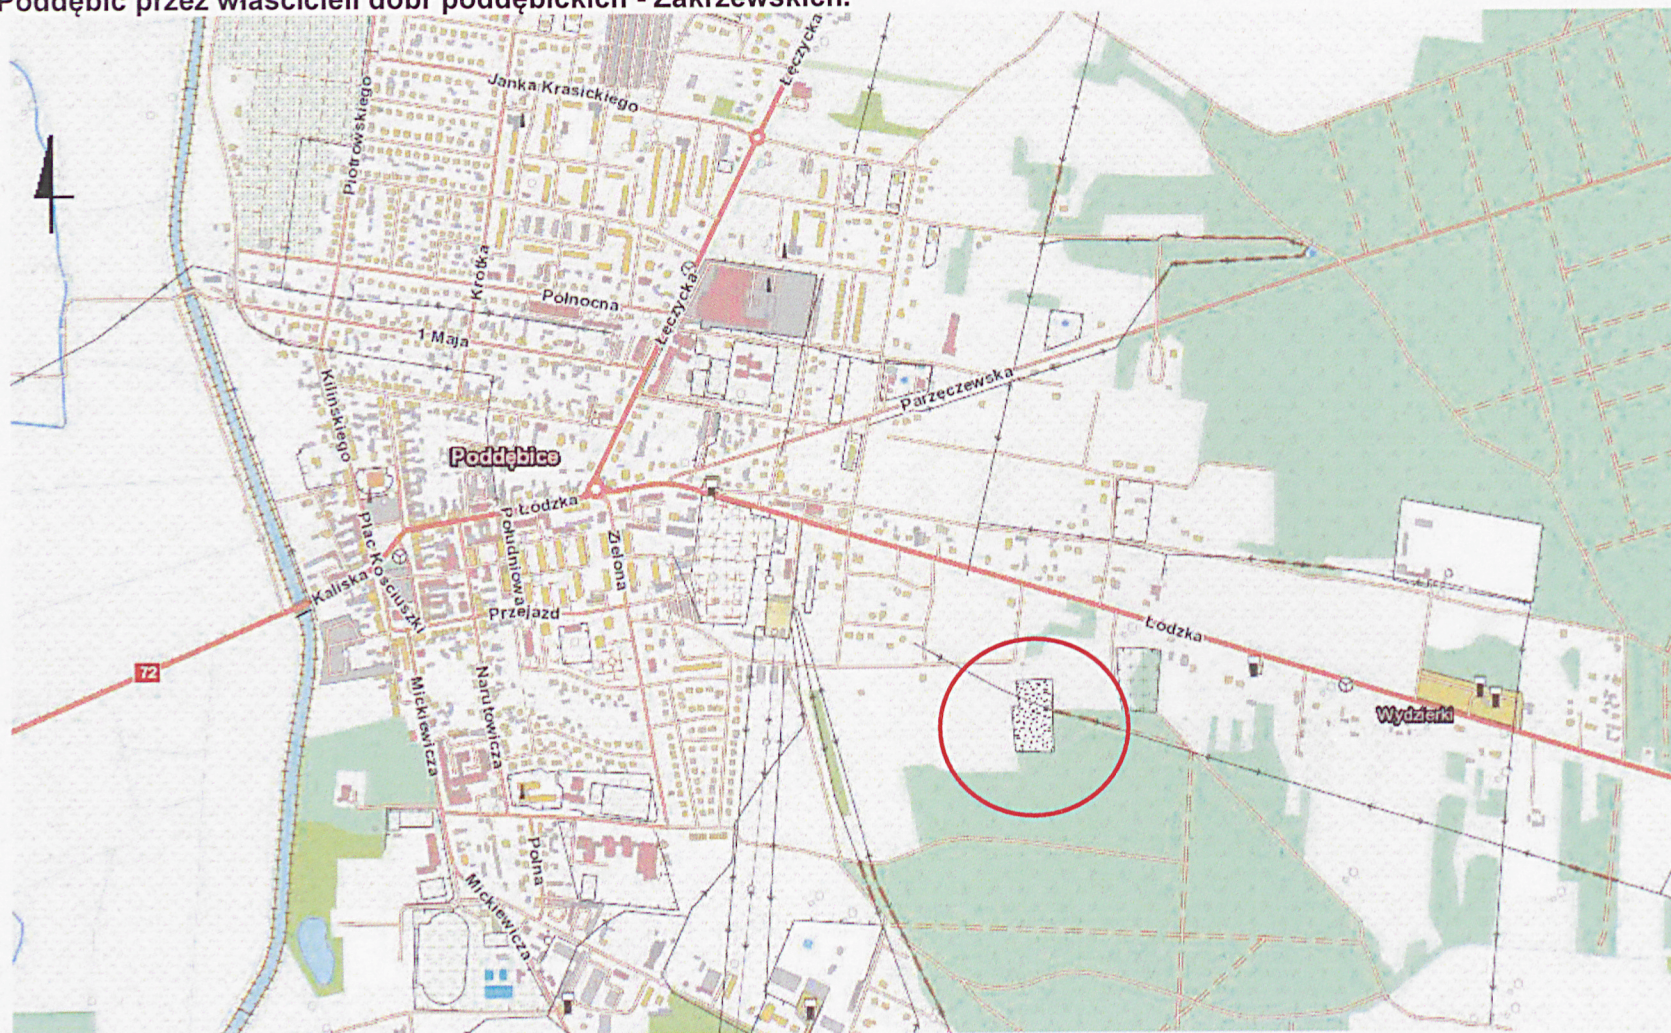 Poddębic przez właścicieli dóbr poddębickich - Zakrzewskich.
Łęczycka
Janka Krasickiego
Piotrowskiego
Krótka
Północna
Łęczycka
1 Maja
Kilińskiego
Parzęczewska
Poddębice
Łódzka
Plac Kościuszki
Południowa
Zielona
Kaliska
Przejazd
Łódzka
72
Mickiewicza
Narutowicza
Wydzierki
Polna
Mickiewicza